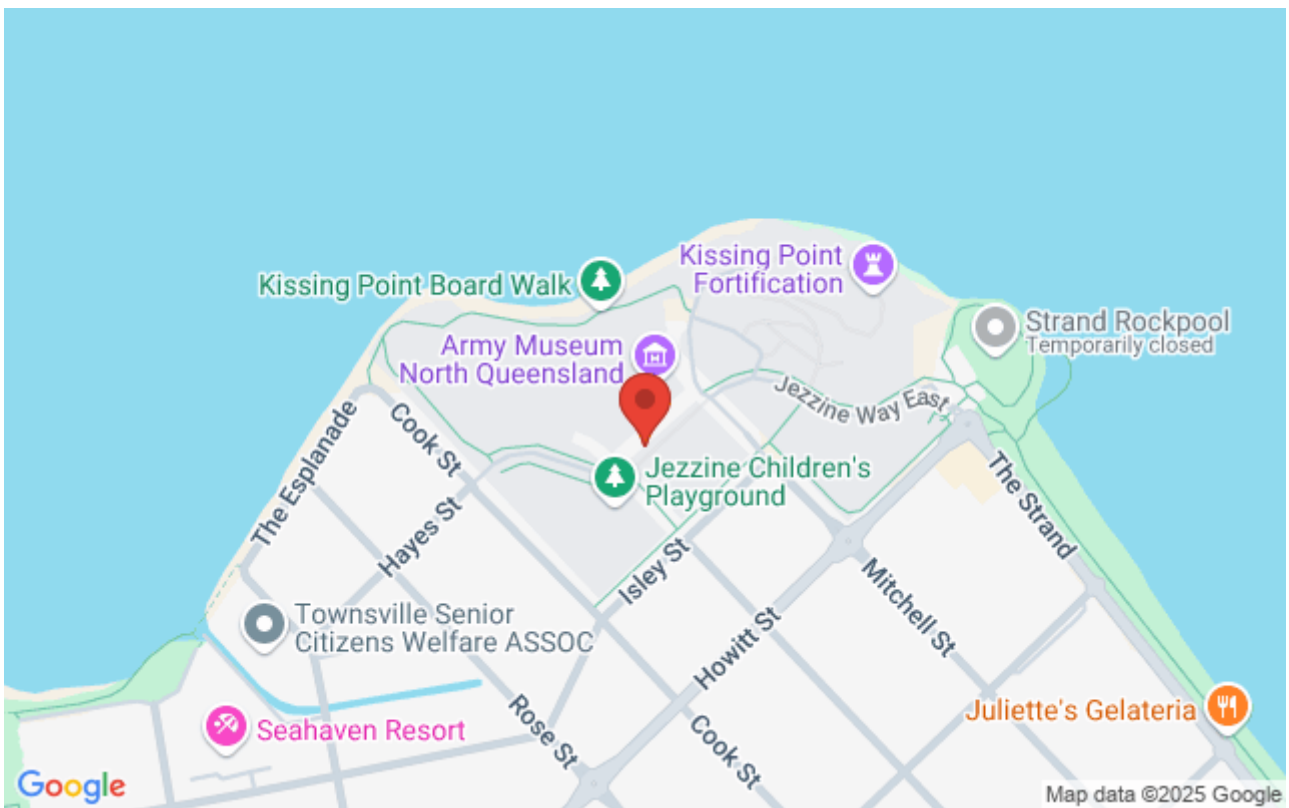 Kissing Point
Fortification
Kissing Point Board Walk
Strand Rockpool
Temporarily closed
Army Museum
North Queensland
Jezzine Way East
The Esplanade
Cook St
Jezzine Children's
Playground
The Strand
Hayes St
Isley St
Mitchell St
Townsville Senior
Citizens Welfare ASSOC
Howitt St
Juliette's Gelateria
Seahaven Resort
Rose St
Cook St
Google
Map data ©2025 Google